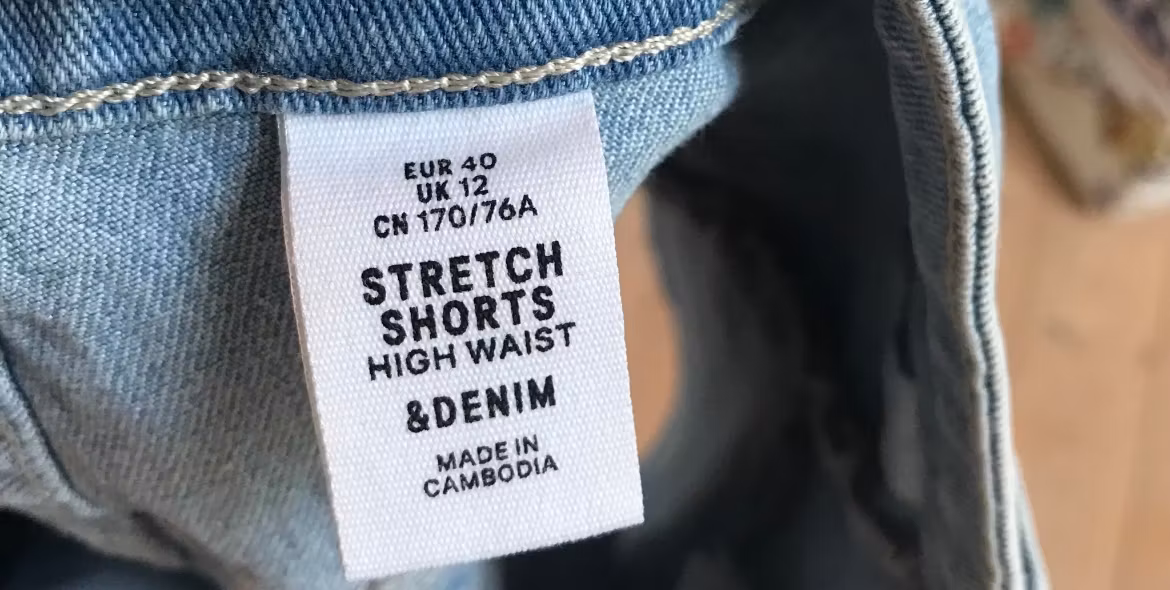 EUR 40
UK 12
CN 170/76A
STRETCH
SHORTS
HIGH WAIST
&DENIM
MADE IN
CAMBODIA